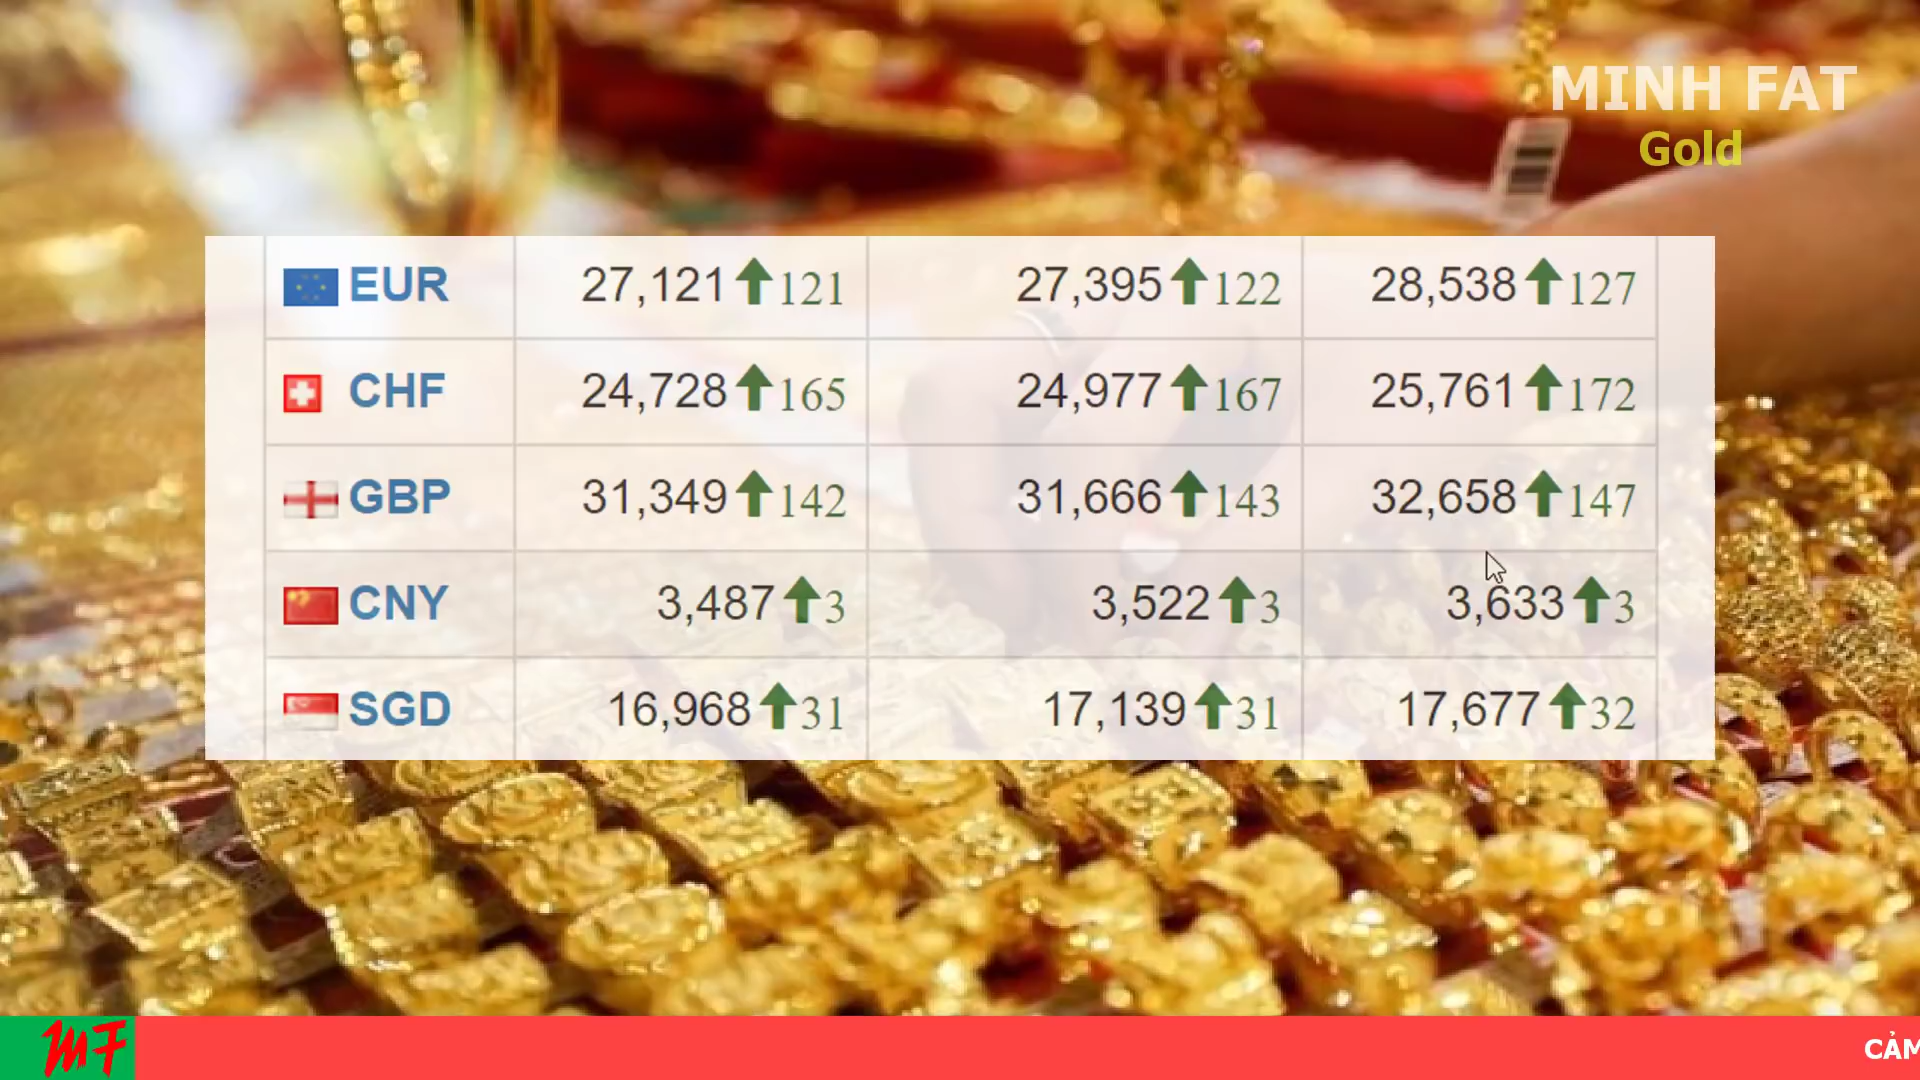 MINH FAT
Gold
EUR 27,121 121 27,395 122 28,538 127
CHF 24,728 165 24,977 167 25,761 172
GBP 31,349 142 31,666 143 32,658 147
CNY 3,487 3 3,522 3 3,633 3
SGD 16,968 31 17,139 31 17,677 32
MF